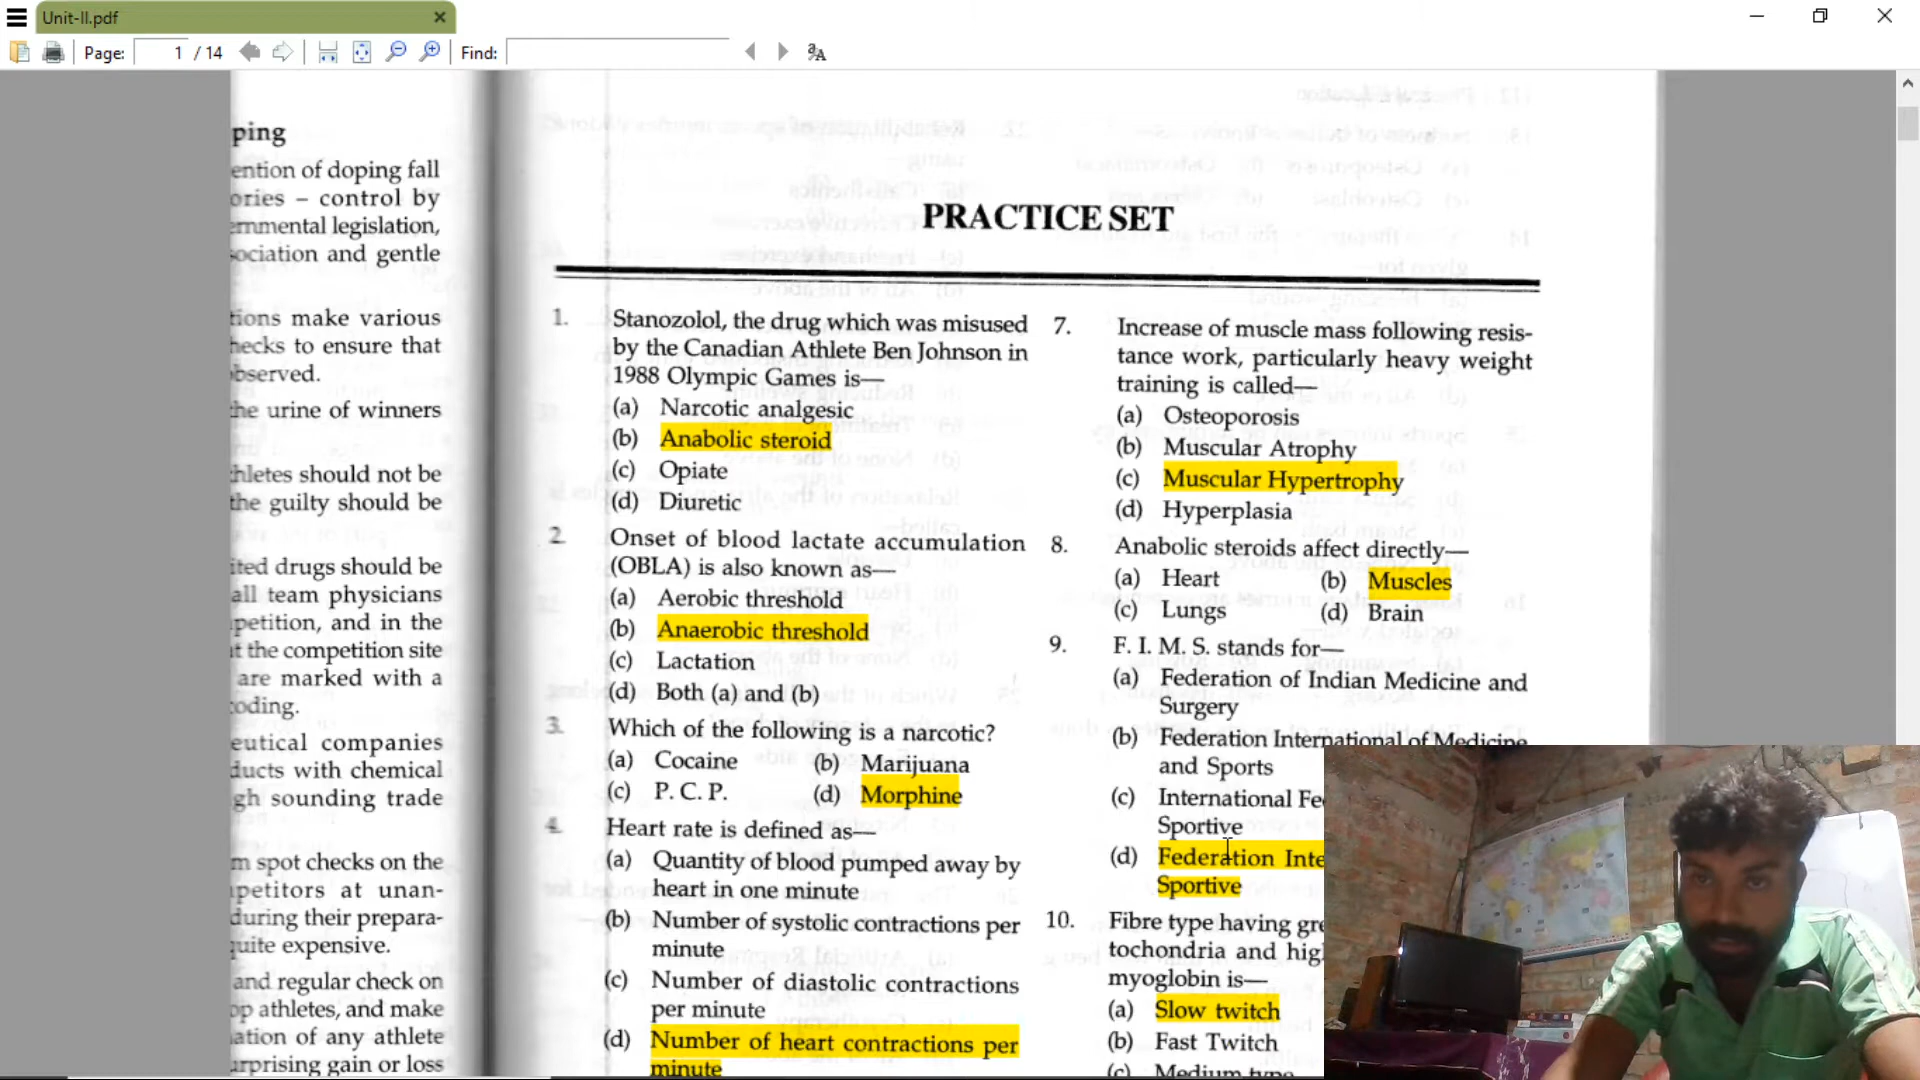 Unit-II.pdf
Page: 1 / 14 Find:
ping
ention of doping fall
ories – control by
ernmental legislation,
sociation and gentle
tions make various
hecks to ensure that
bserved.
the urine of winners
hletes should not be
the guilty should be
ited drugs should be
all team physicians
petition, and in the
t the competition site
are marked with a
oding.
eutical companies
ducts with chemical
gh sounding trade
m spot checks on the
petitors at unan-
during their prepara-
quite expensive.
and regular check on
op athletes, and make
ation of any athlete
urprising gain or loss
PRACTICE SET
1. Stanozolol, the drug which was misused
by the Canadian Athlete Ben Johnson in
1988 Olympic Games is—
(a) Narcotic analgesic
(b) Anabolic steroid
(c) Opiate
(d) Diuretic
2. Onset of blood lactate accumulation
(OBLA) is also known as—
(a) Aerobic threshold
(b) Anaerobic threshold
(c) Lactation
(d) Both (a) and (b)
3. Which of the following is a narcotic?
(a) Cocaine (b) Marijuana
(c) P. C. P. (d) Morphine
4. Heart rate is defined as—
(a) Quantity of blood pumped away by
heart in one minute
(b) Number of systolic contractions per
minute
(c) Number of diastolic contractions
per minute
(d) Number of heart contractions per
minute
7. Increase of muscle mass following resis-
tance work, particularly heavy weight
training is called—
(a) Osteoporosis
(b) Muscular Atrophy
(c) Muscular Hypertrophy
(d) Hyperplasia
8. Anabolic steroids affect directly—
(a) Heart (b) Muscles
(c) Lungs (d) Brain
9. F. I. M. S. stands for—
(a) Federation of Indian Medicine and
Surgery
(b) Federation International of Medicine
and Sports
(c) International Fe
Sportive
(d) Federation Inte
Sportive
10. Fibre type having gre
tochondria and hig
myoglobin is—
(a) Slow twitch
(b) Fast Twitch
(c) Medium type